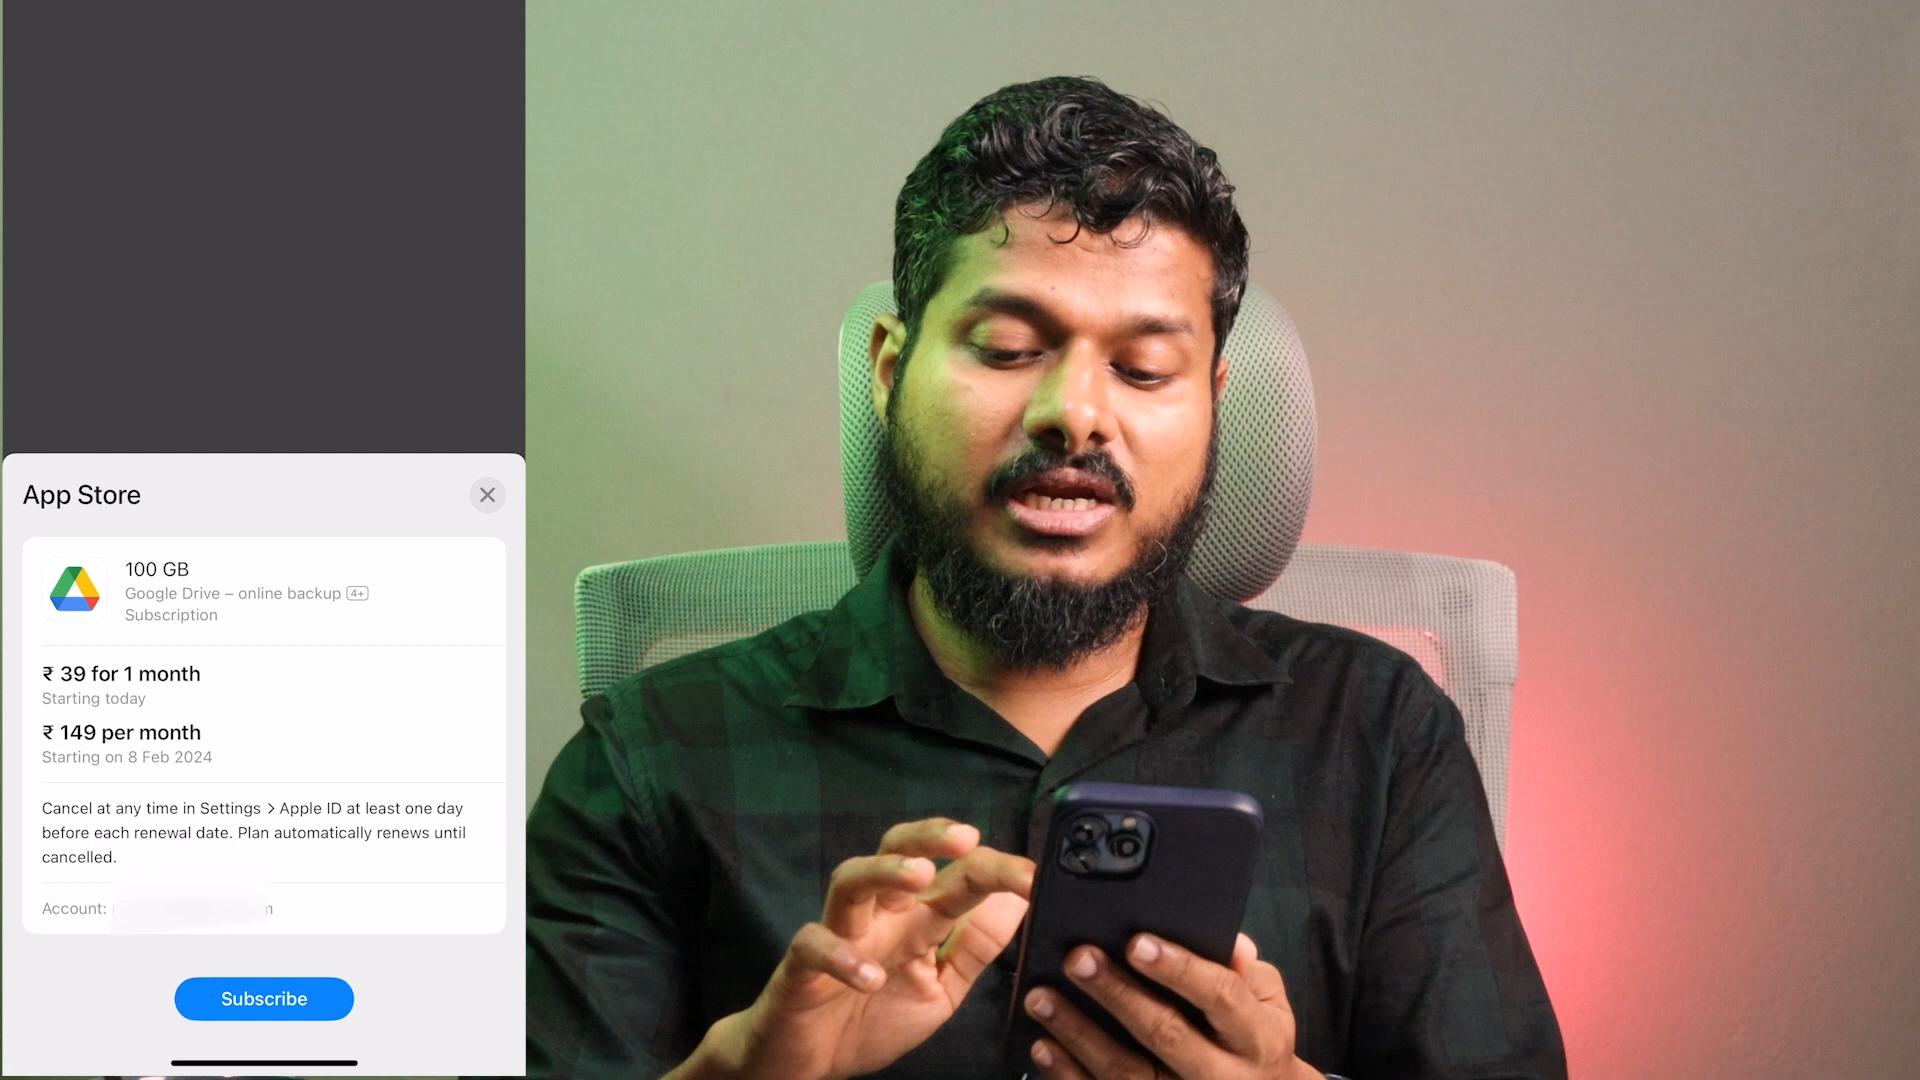 App Store
100 GB
Google Drive – online backup 4+
Subscription
₹ 39 for 1 month
Starting today
₹ 149 per month
Starting on 8 Feb 2024
Cancel at any time in Settings > Apple ID at least one day
before each renewal date. Plan automatically renews until
cancelled.
Account:
Subscribe